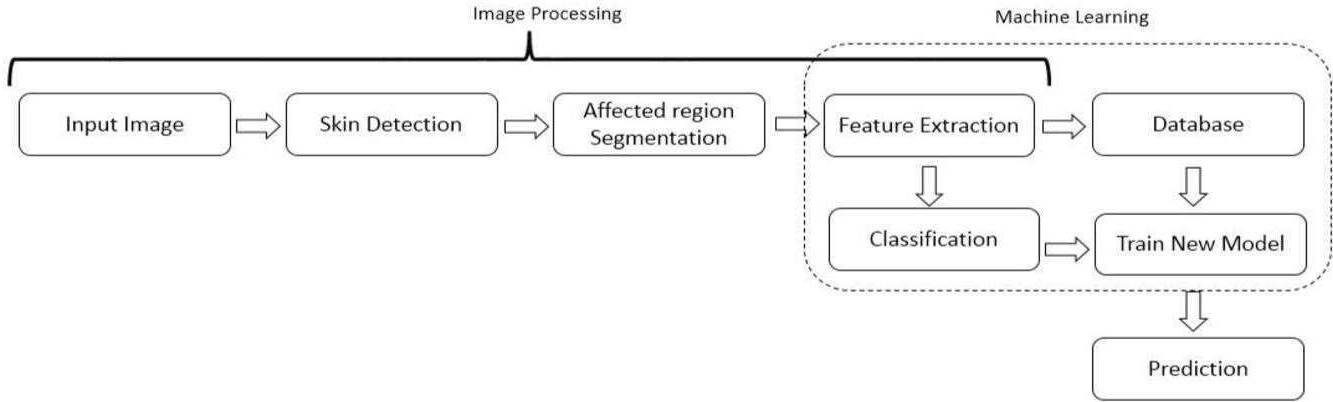 Image Processing
Machine Learning
Input Image
Skin Detection
Affected region
Segmentation
Feature Extraction
Database
Classification
Train New Model
Prediction